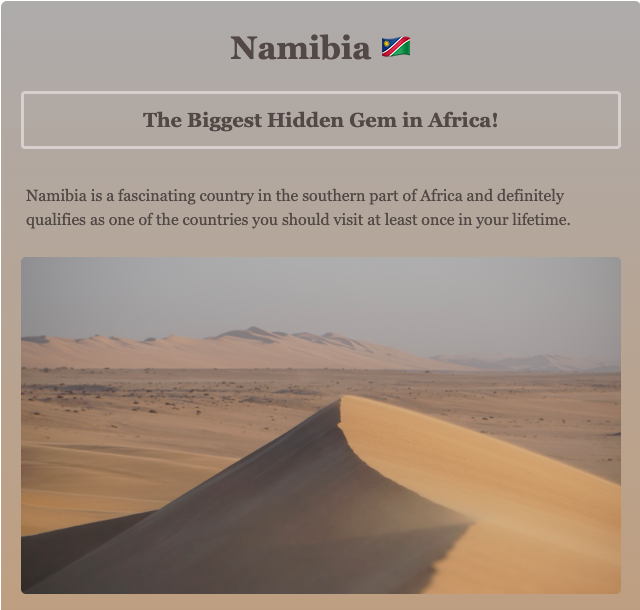 Namibia 🇳🇦
The Biggest Hidden Gem in Africa!
Namibia is a fascinating country in the southern part of Africa and definitely
qualifies as one of the countries you should visit at least once in your lifetime.